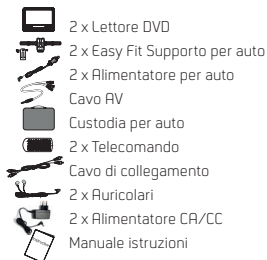 2 x Lettore DVD
2 x Easy Fit Supporto per auto
2 x Alimentatore per auto
Cavo AV
Custodia per auto
2 x Telecomando
Cavo di collegamento
2 x Auricolari
2 x Alimentatore CA/CC
Manuale istruzioni